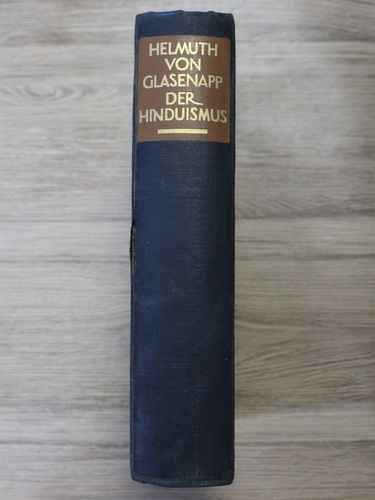 HELMUTH
VON
GLASENAPP
DER
HINDUISMUS